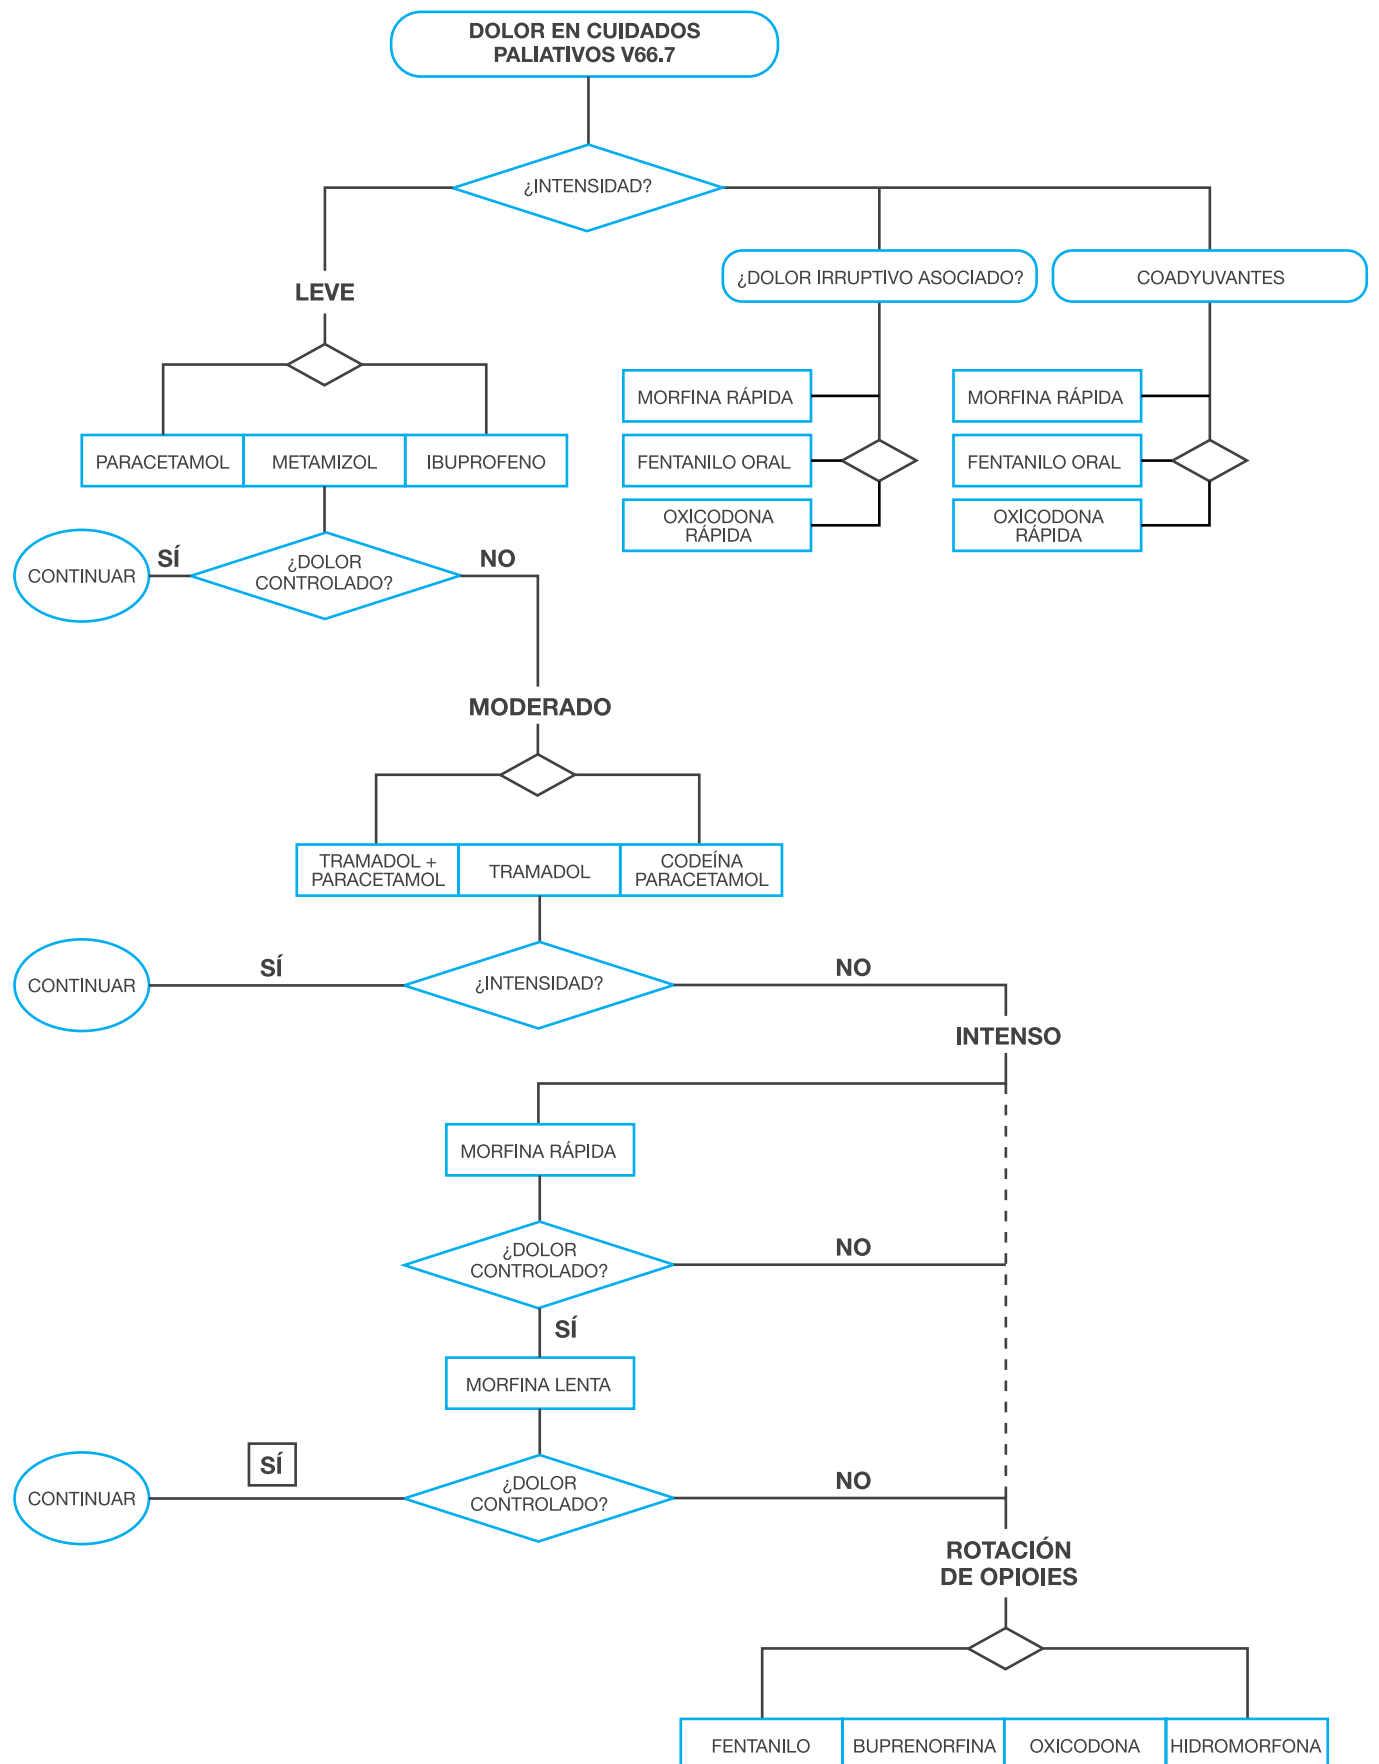 DOLOR EN CUIDADOS
PALIATIVOS V66.7
¿INTENSIDAD?
LEVE
¿DOLOR IRRUPTIVO ASOCIADO?
COADYUVANTES
MORFINA RÁPIDA
FENTANILO ORAL
OXICODONA
RÁPIDA
MORFINA RÁPIDA
FENTANILO ORAL
OXICODONA
RÁPIDA
PARACETAMOL
METAMIZOL
IBUPROFENO
CONTINUAR
SÍ
¿DOLOR
CONTROLADO?
NO
MODERADO
TRAMADOL +
PARACETAMOL
TRAMADOL
CODEÍNA
PARACETAMOL
CONTINUAR
SÍ
¿INTENSIDAD?
NO
INTENSO
MORFINA RÁPIDA
¿DOLOR
CONTROLADO?
NO
SÍ
MORFINA LENTA
CONTINUAR
SÍ
¿DOLOR
CONTROLADO?
NO
ROTACIÓN
DE OPIOIES
FENTANILO
BUPRENORFINA
OXICODONA
HIDROMORFONA